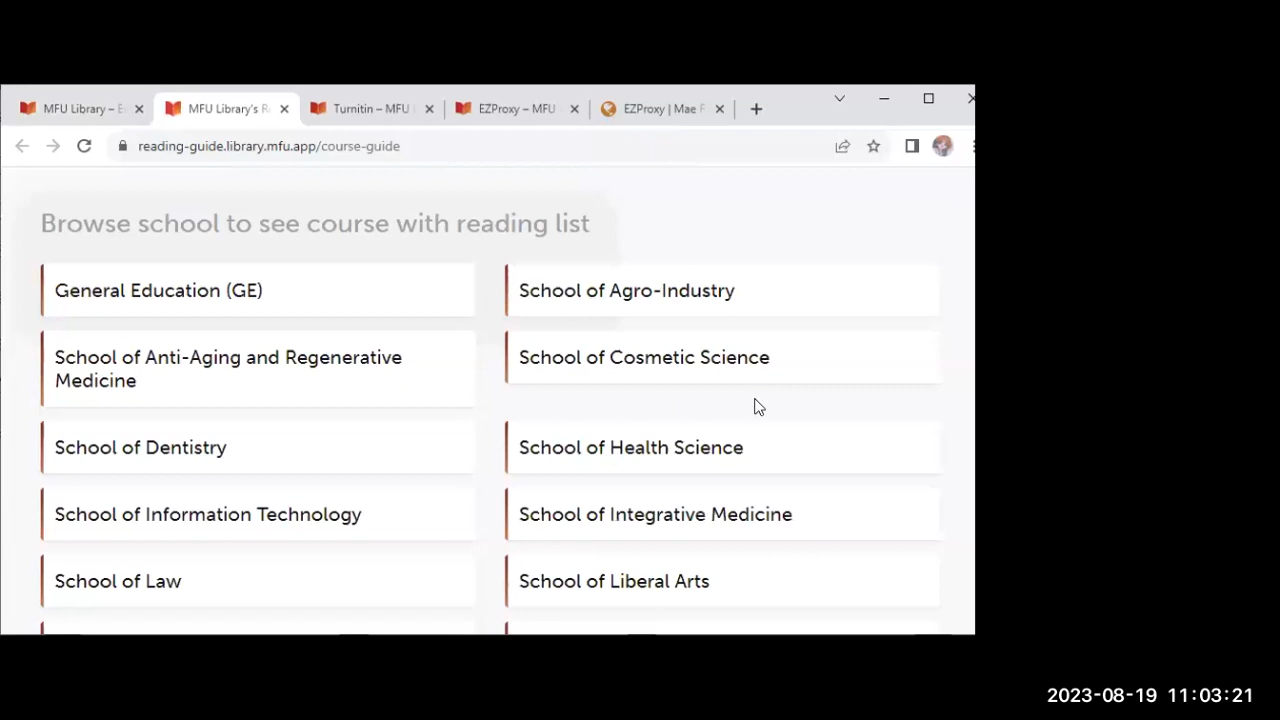 MFU Library – E
MFU Library's R
Turnitin – MFU
EZProxy – MFU
EZProxy | Mae F
reading-guide.library.mfu.app/course-guide
Browse school to see course with reading list
General Education (GE)
School of Agro-Industry
School of Anti-Aging and Regenerative
Medicine
School of Cosmetic Science
School of Dentistry
School of Health Science
School of Information Technology
School of Integrative Medicine
School of Law
School of Liberal Arts
2023-08-19 11:03:21